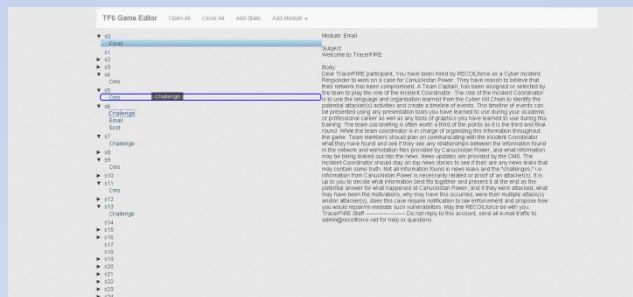 TF6 Game Editor Open All Close All Add State Add Module
s0
Email
s1
s2
s3
s4
Cms
s5
Cms
Challenge
s6
Challenge
Email
Scot
s7
Challenge
s8
s9
Cms
s10
s11
Cms
s12
s13
Challenge
s14
s15
s16
s17
s18
s19
s20
s21
s22
s23
Module: Email
Subject:
Welcome to TracerFIRE
Body:
Dear TracerFIRE participant, You have been hired by RECOILforce as a Cyber-Incident
Responder to work on a case for Canuckistan Power. They have reason to believe that
their network has been compromised. A Team Captain, has been assigned or selected by
the team to play the role of the Incident Coordinator. The role of the Incident Coordinator
is to use the language and organization learned from the Cyber Kill Chain to identify the
potential attacker(s) activities and create a timeline of events. This timeline of events can
be presented using any presentation tools you have learned to use during your academic
or professional career as well as any tools of graphics you have learned to use during this
training. The team out-briefing is often worth a third of the points as it is the third and final
round. While the team coordinator is in charge of organizing this information throughout
the game. Team members should plan on communicating with the Incident Coordinator
what they have found and see if they see any relationships between the information found
in the network and workstation files provided by Canuckistan Power, and what information
may be being leaked out into the news. News updates are provided by the CMS. The
Incident Coordinator should stay on top news stories to see if their are any news leaks that
may contain some truth. Not all information found in news leaks and the "challenges," i.e.
information from Canuckistan Power is necessarily related or proof of an attacker(s). It is
up to you to decide what information best fits together and present it at the end as the
potential answer for what happened at Canuckistan Power, and if they were attacked, what
may have been the motivations, why may have this occurred, were their multiple attack(s)
and/or attacker(s), does this case require notification to law enforcement and propose how
you would repair/re-mediate such vulnerabilities. May the RECOILforce be with you.
TracerFIRE Staff ---------------------- Do not reply to this account, send all e-mail traffic to
admin@recoilforce.net for help or questions.